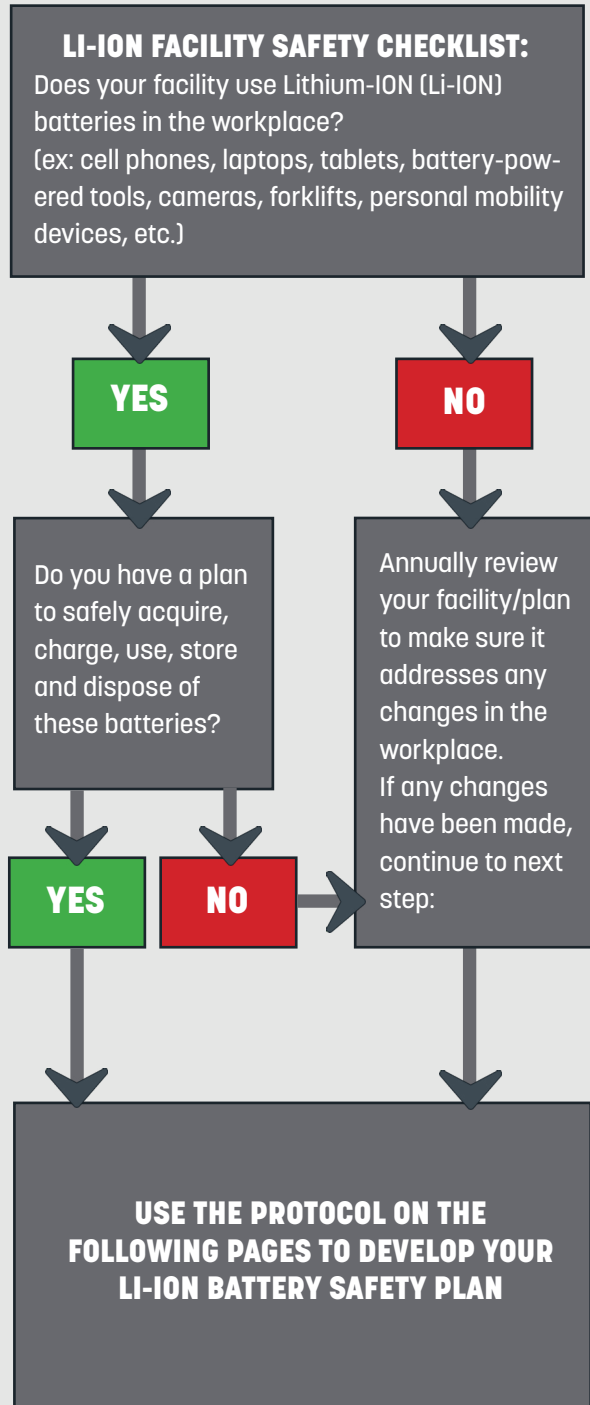 LI-ION FACILITY SAFETY CHECKLIST:
Does your facility use Lithium-ION (Li-ION)
batteries in the workplace?
(ex: cell phones, laptops, tablets, battery-pow-
ered tools, cameras, forklifts, personal mobility
devices, etc.)
YES
NO
Do you have a plan
to safely acquire,
charge, use, store
and dispose of
these batteries?
Annually review
your facility/plan
to make sure it
addresses any
changes in the
workplace.
If any changes
have been made,
continue to next
step:
YES
NO
USE THE PROTOCOL ON THE
FOLLOWING PAGES TO DEVELOP YOUR
LI-ION BATTERY SAFETY PLAN